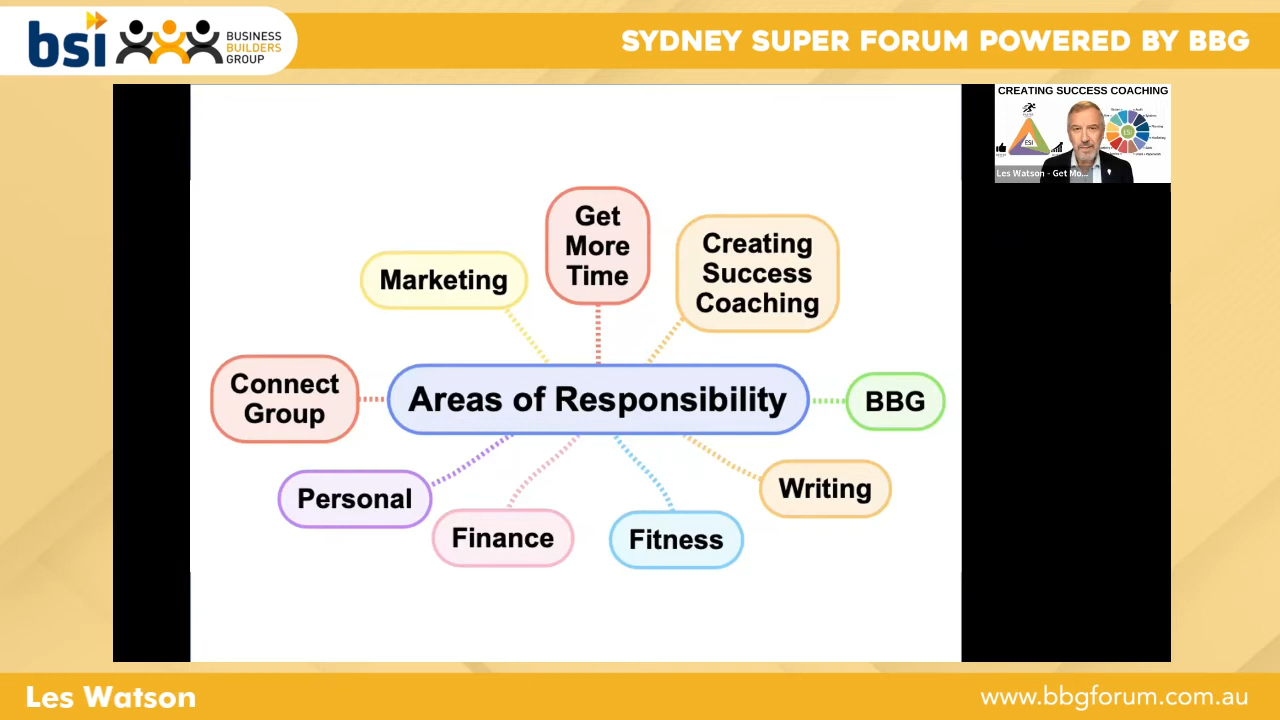 bsi
BUSINESS
BUILDERS
GROUP
SYDNEY SUPER FORUM POWERED BY BBG
CREATING SUCCESS COACHING
ESI
ESI
Les Watson - Get Mo...
Get
More
Time
Creating
Success
Coaching
Marketing
Connect
Group
Areas of Responsibility
BBG
Personal
Finance
Fitness
Writing
Les Watson
www.bbgforum.com.au